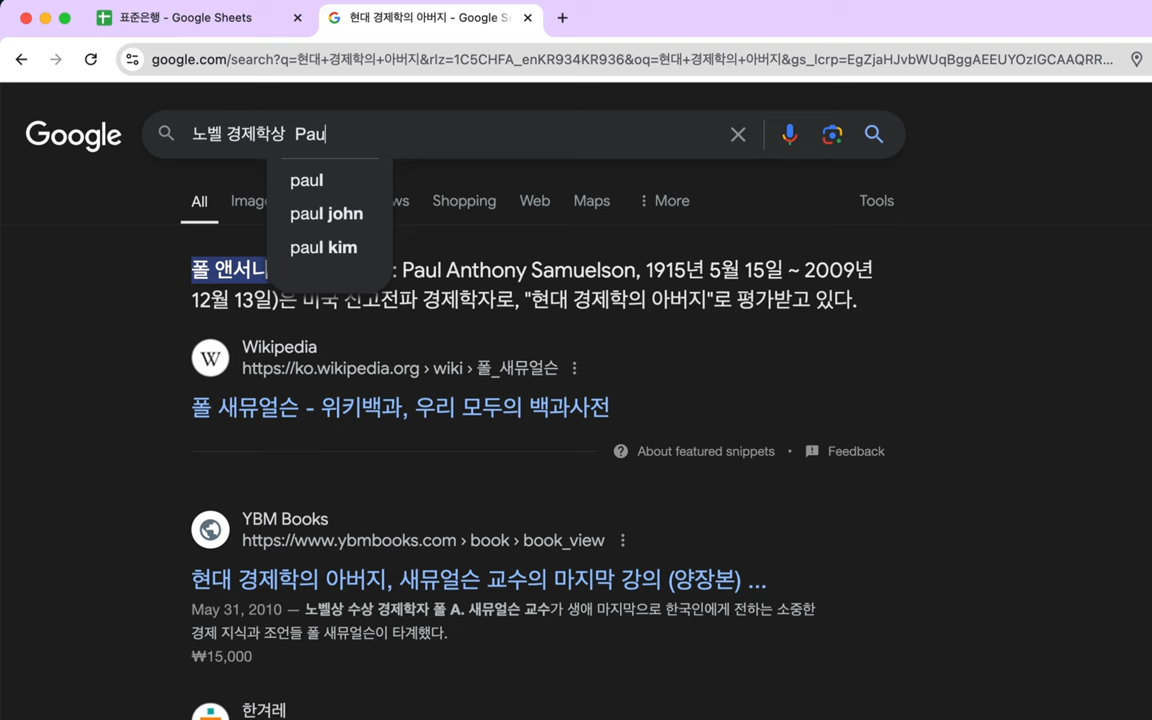 표준은행 - Google Sheets
현대 경제학의 아버지 - Google Se
google.com/search?q=현대+경제학의+아버지&rlz=1C5CHFA_enKR934KR936&oq=현대+경제학의+아버지&gs_lcrp=EgZjaHJvbWUqBggAEEUYOzIGCAAQRR...
Google
노벨 경제학상 Pau
paul
paul john
paul kim
All
Shopping
Web
Maps
More
Tools
폴 앤서니 : Paul Anthony Samuelson, 1915년 5월 15일 ~ 2009년
12월 13일)은 미국 신고전파 경제학자로, "현대 경제학의 아버지"로 평가받고 있다.
W
Wikipedia
https://ko.wikipedia.org › wiki › 폴_새뮤얼슨
폴 새뮤얼슨 - 위키백과, 우리 모두의 백과사전
About featured snippets • Feedback
YBM Books
https://www.ybmbooks.com › book › book_view
현대 경제학의 아버지, 새뮤얼슨 교수의 마지막 강의 (양장본) ...
May 31, 2010 — 노벨상 수상 경제학자 폴 A. 새뮤얼슨 교수가 생애 마지막으로 한국인에게 전하는 소중한
경제 지식과 조언들 폴 새뮤얼슨이 타계했다.
₩15,000
한겨레